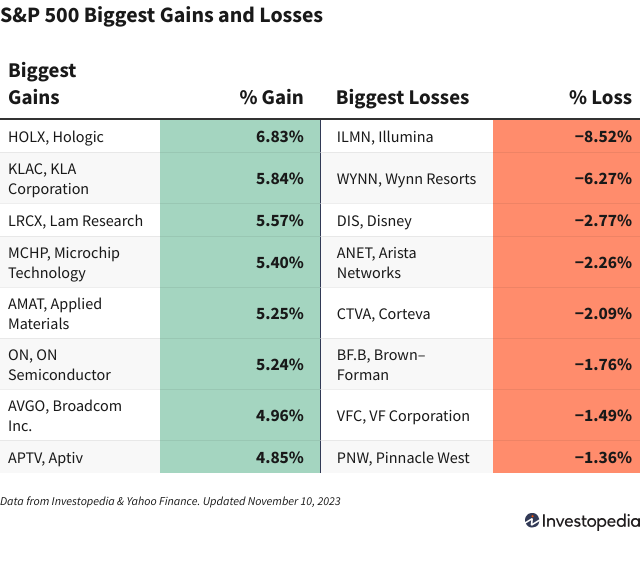 S&P 500 Biggest Gains and Losses
Biggest
Gains
% Gain
Biggest Losses
% Loss
HOLX, Hologic
6.83%
ILMN, Illumina
−8.52%
KLAC, KLA
Corporation
5.84%
WYNN, Wynn Resorts
−6.27%
LRCX, Lam Research
5.57%
DIS, Disney
−2.77%
MCHP, Microchip
Technology
5.40%
ANET, Arista
Networks
−2.26%
AMAT, Applied
Materials
5.25%
CTVA, Corteva
−2.09%
ON, ON
Semiconductor
5.24%
BF.B, Brown–
Forman
−1.76%
AVGO, Broadcom
Inc.
4.96%
VFC, VF Corporation
−1.49%
APTV, Aptiv
4.85%
PNW, Pinnacle West
−1.36%
Data from Investopedia & Yahoo Finance. Updated November 10, 2023
Investopedia